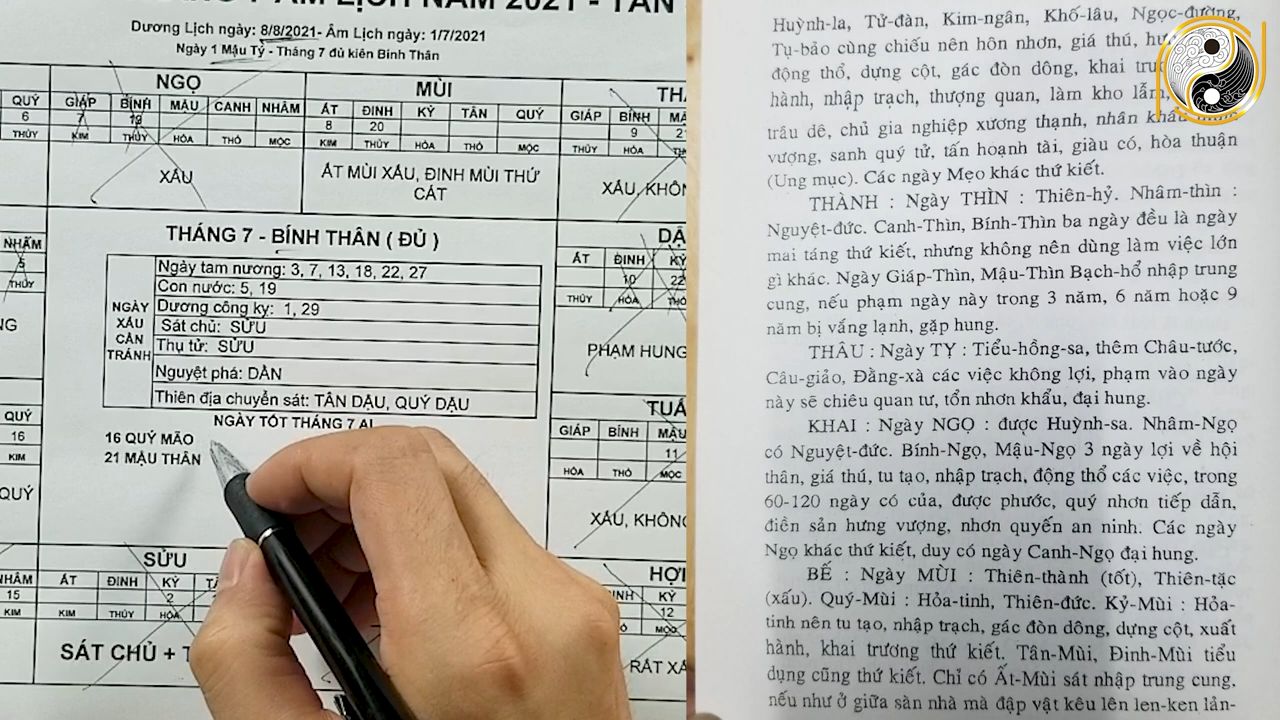 ÂM LỊCH NĂM 2021 - TÂN
Dương Lịch ngày: 8/8/2021- Âm Lịch ngày: 1/7/2021
Ngày 1 Mậu Tý - Tháng 7 đủ kiến Bính Thân
NGỌ
MÙI
QUÝ GIÁP BÍNH MẬU CANH NHÂM
ẤT ĐINH KỶ TÂN QUÝ
GIÁP BÍNH
6 7
8 20
9
THỦY KIM THỦY HỎA THỔ MỘC
KIM THỦY HỎA THỔ MỘC
THỦY THỔ
XẤU
ẤT MÙI XẤU, ĐINH MÙI THỨ
CÁT
XẤU, KHÔN
THÁNG 7 - BÍNH THÂN ( ĐỦ )
NHÂM
5
THỦY
NGÀY
XẤU
CẦN
TRÁNH
Ngày tam nương: 3, 7, 13, 18, 22, 27
Con nước: 5, 19
Dương công kỵ: 1, 29
Sát chủ: SỬU
Thụ tử: SỬU
Nguyệt phá: DẦN
Thiên địa chuyển sát: TÂN DẬU, QUÝ DẬU
ẤT ĐINH KỶ
10 22
THỦY HỎA THỔ
PHẠM HUNG
NGÀY TỐT THÁNG 7 AL
16 QUÝ MÃO
21 MẬU THÂN
QUÝ
16
KIM
QUÝ
GIÁP BÍNH MẬU
11
HỎA THỔ MỘC
XẤU, KHÔNG
SỬU
NHÂM ẤT ĐINH KỶ
15 2
KIM KIM THỦY HỎA
SÁT CHỦ + T
HỢI
KỶ
12
MỘC
RẤT XẤ
Huỳnh-la, Tử-đàn, Kim-ngân, Khố-lâu, Ngọc-đường,
Tụ-bảo cùng chiếu nên hôn nhơn, giá thú,
động thổ, dựng cột, gác đòn dông, khai
hành, nhập trạch, thượng quan, làm kho lẫm,
trâu dê, chủ gia nghiệp xương thạnh, nhân khẩu
vượng, sanh quý tử, tấn hoạnh tài, giàu có, hòa thuận
(Ung mục). Các ngày Mẹo khác thứ kiết.
THÀNH : Ngày THÌN : Thiên-hỷ. Nhâm-thìn :
Nguyệt-đức. Canh-Thìn, Bính-Thìn ba ngày đều là ngày
mai táng thứ kiết, nhưng không nên dùng làm việc lớn
gì khác. Ngày Giáp-Thìn, Mậu-Thìn Bạch-hổ nhập trung
cung, nếu phạm ngày này trong 3 năm, 6 năm hoặc 9
năm bị vắng lạnh, gặp hung.
THÂU : Ngày TỴ : Tiểu-hồng-sa, thêm Châu-tước,
Câu-giảo, Đằng-xà các việc không lợi, phạm vào ngày
này sẽ chiêu quan tư, tổn nhơn khẩu, đại hung.
KHAI : Ngày NGỌ : được Huỳnh-sa. Nhâm-Ngọ
có Nguyệt-đức. Bính-Ngọ, Mậu-Ngọ 3 ngày lợi về hội
thân, giá thú, tu tạo, nhập trạch, động thổ các việc, trong
60-120 ngày có của, được phước, quý nhơn tiếp dẫn,
điền sản hưng vượng, nhơn quyến an ninh. Các ngày
Ngọ khác thứ kiết, duy có ngày Canh-Ngọ đại hung.
BẾ : Ngày MÙI : Thiên-thành (tốt), Thiên-tặc
(xấu). Quý-Mùi : Hỏa-tinh, Thiên-đức. Kỷ-Mùi : Hỏa-
tinh nên tu tạo, nhập trạch, gác đòn dông, dựng cột, xuất
hành, khai trương thứ kiết. Tân-Mùi, Đinh-Mùi tiểu
dụng cũng thứ kiết. Chỉ có Ất-Mùi sát nhập trung cung,
nếu như ở giữa sàn nhà mà đập vật kêu lên len-ken lản-